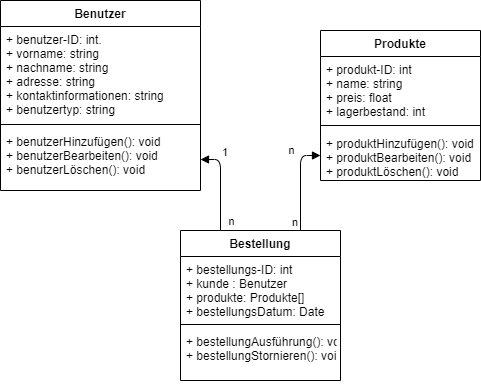 Benutzer
+ benutzer-ID: int.
+ vorname: string
+ nachname: string
+ adresse: string
+ kontaktinformationen: string
+ benutzertyp: string
+ benutzerHinzufügen(): void
+ benutzerBearbeiten(): void
+ benutzerLöschen(): void
Produkte
+ produkt-ID: int
+ name: string
+ preis: float
+ lagerbestand: int
+ produktHinzufügen(): void
+ produktBearbeiten(): void
+ produktLöschen(): void
1
n
n
n
Bestellung
+ bestellungs-ID: int
+ kunde : Benutzer
+ produkte: Produkte[]
+ bestellungsDatum: Date
+ bestellungAusführung():
+ bestellungStornieren(): voi